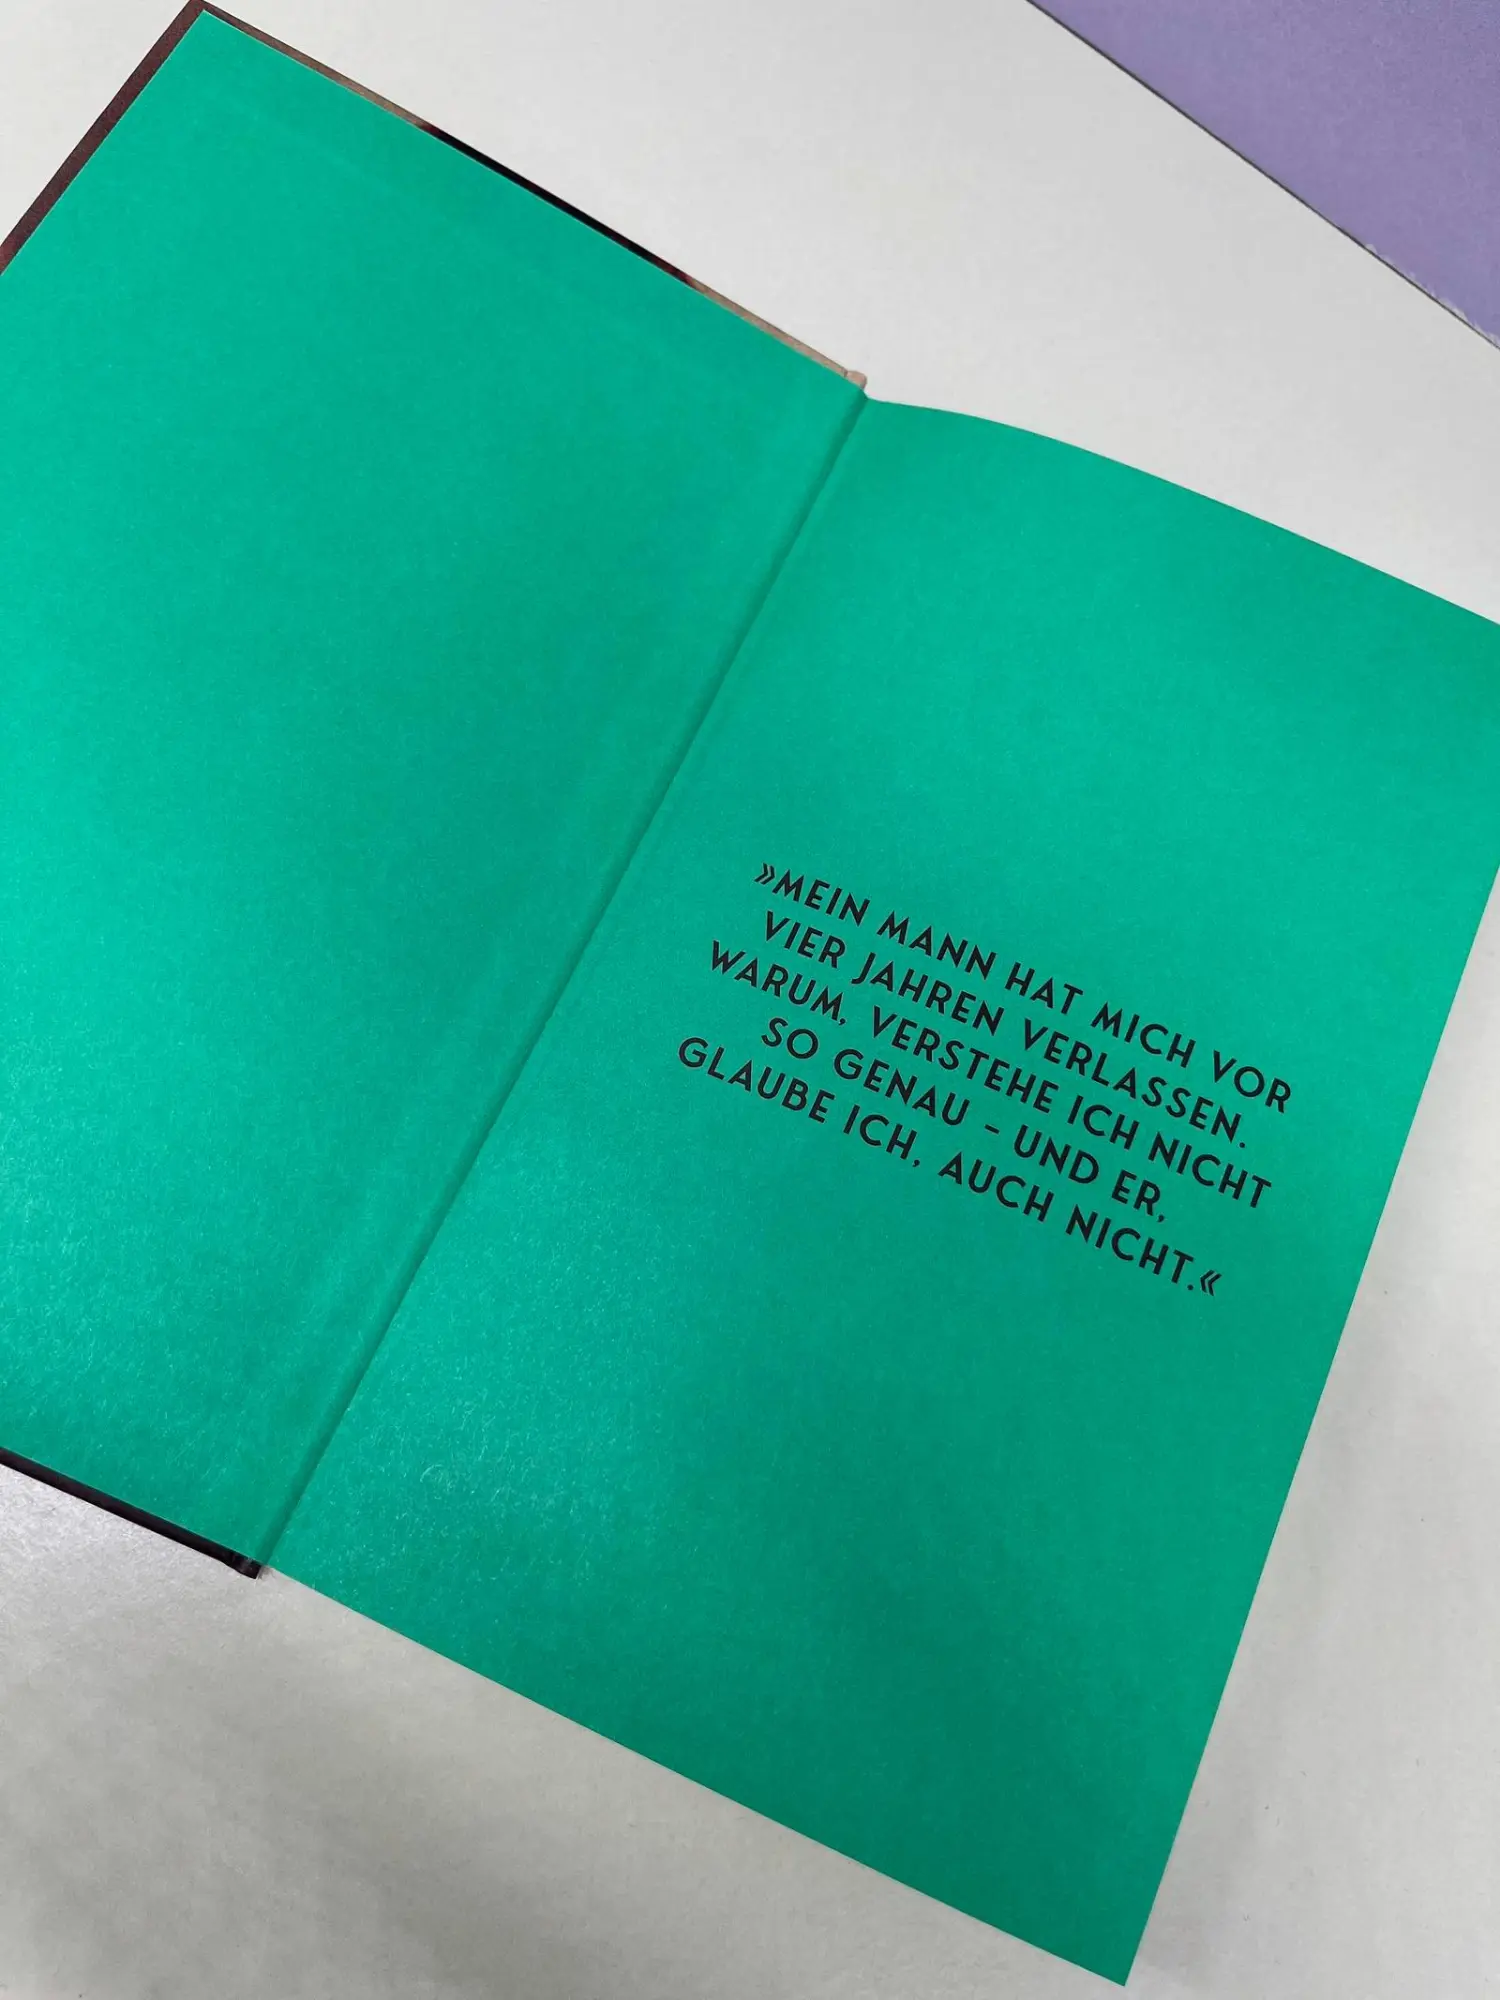 »MEIN MANN HAT MICH VOR
VIER JAHREN VERLASSEN.
WARUM, VERSTEHE ICH NICHT
SO GENAU – UND ER,
GLAUBE ICH, AUCH NICHT.«